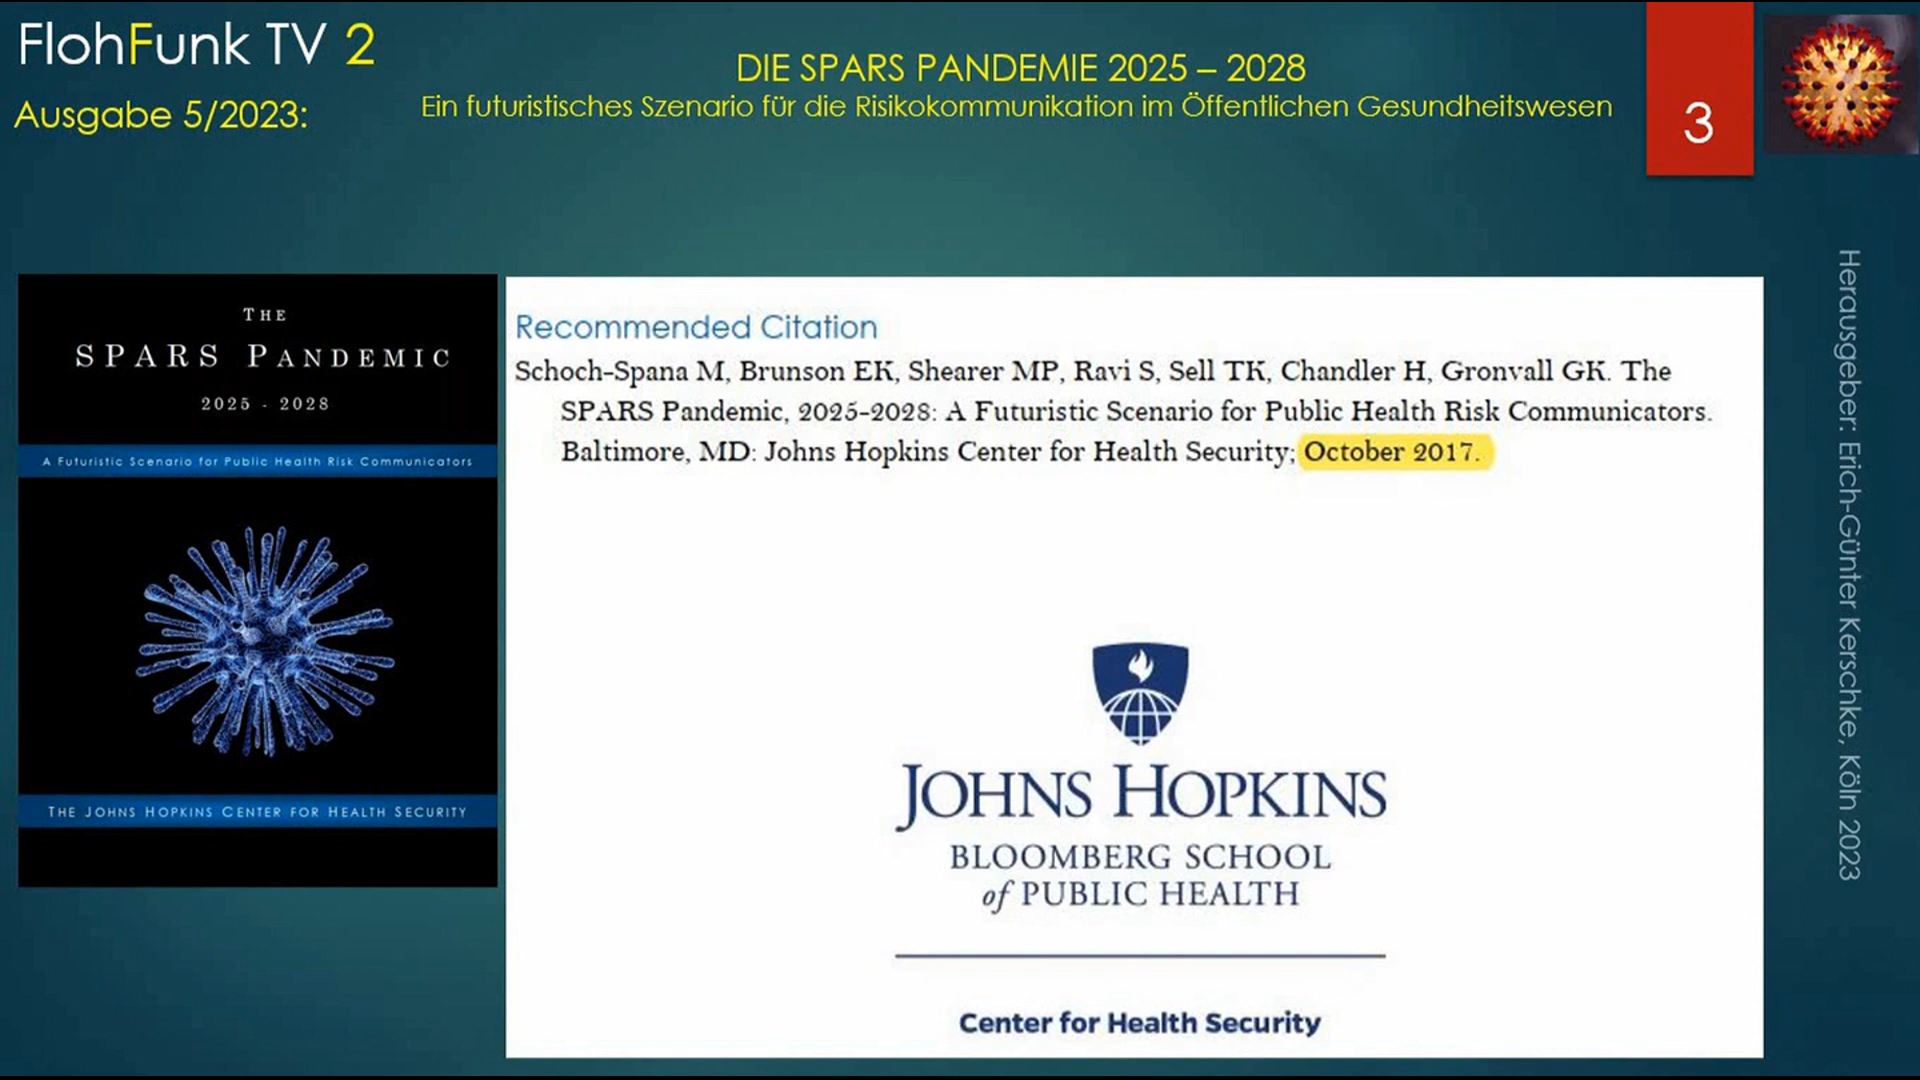 FlohFunk TV 2
Ausgabe 5/2023:
DIE SPARS PANDEMIE 2025 – 2028
Ein futuristisches Szenario für die Risikokommunikation im Öffentlichen Gesundheitswesen
3
THE
SPARS PANDEMIC
2025 - 2028
A Futuristic Scenario for Public Health Risk Communicators
THE JOHNS HOPKINS CENTER FOR HEALTH SECURITY
Recommended Citation
Schoch-Spana M, Brunson EK, Shearer MP, Ravi S, Sell TK, Chandler H, Gronvall GK. The
SPARS Pandemic, 2025-2028: A Futuristic Scenario for Public Health Risk Communicators.
Baltimore, MD: Johns Hopkins Center for Health Security; October 2017.
JOHNS HOPKINS
BLOOMBERG SCHOOL
of PUBLIC HEALTH
Center for Health Security
Herausgeber: Erich-Günter Kerschke, Köln 2023